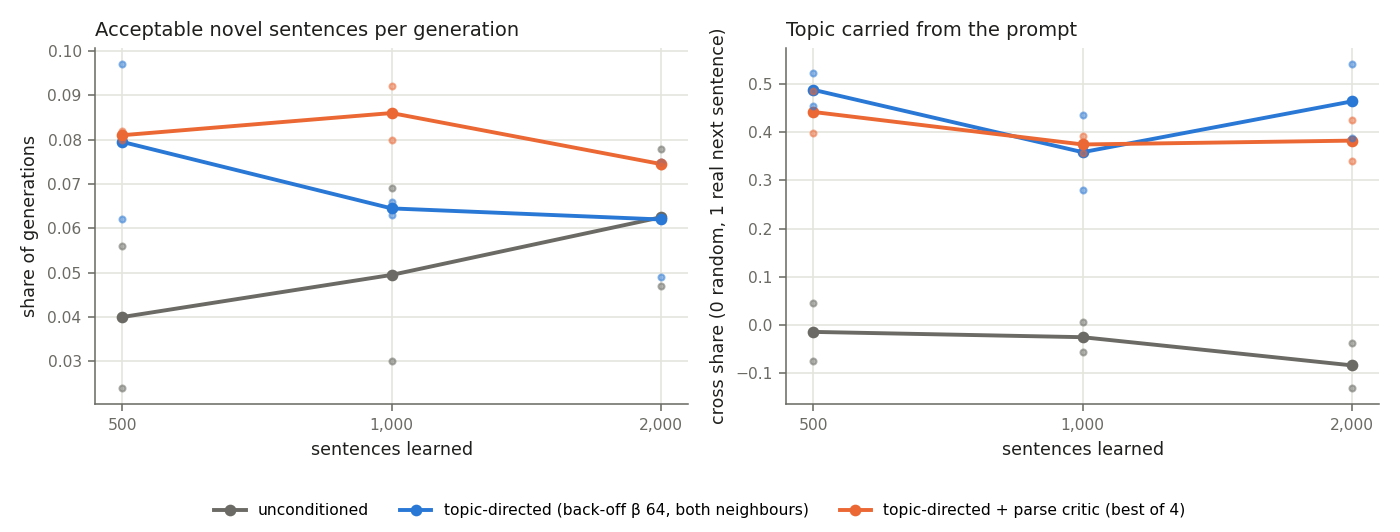 Acceptable novel sentences per generation
share of generations
0.10
0.09
0.08
0.07
0.06
0.05
0.04
0.03
500
1,000
2,000
sentences learned
Topic carried from the prompt
cross share (0 random, 1 real next sentence)
0.5
0.4
0.3
0.2
0.1
0.0
−0.1
500
1,000
2,000
sentences learned
unconditioned
topic-directed (back-off β 64, both neighbours)
topic-directed + parse critic (best of 4)